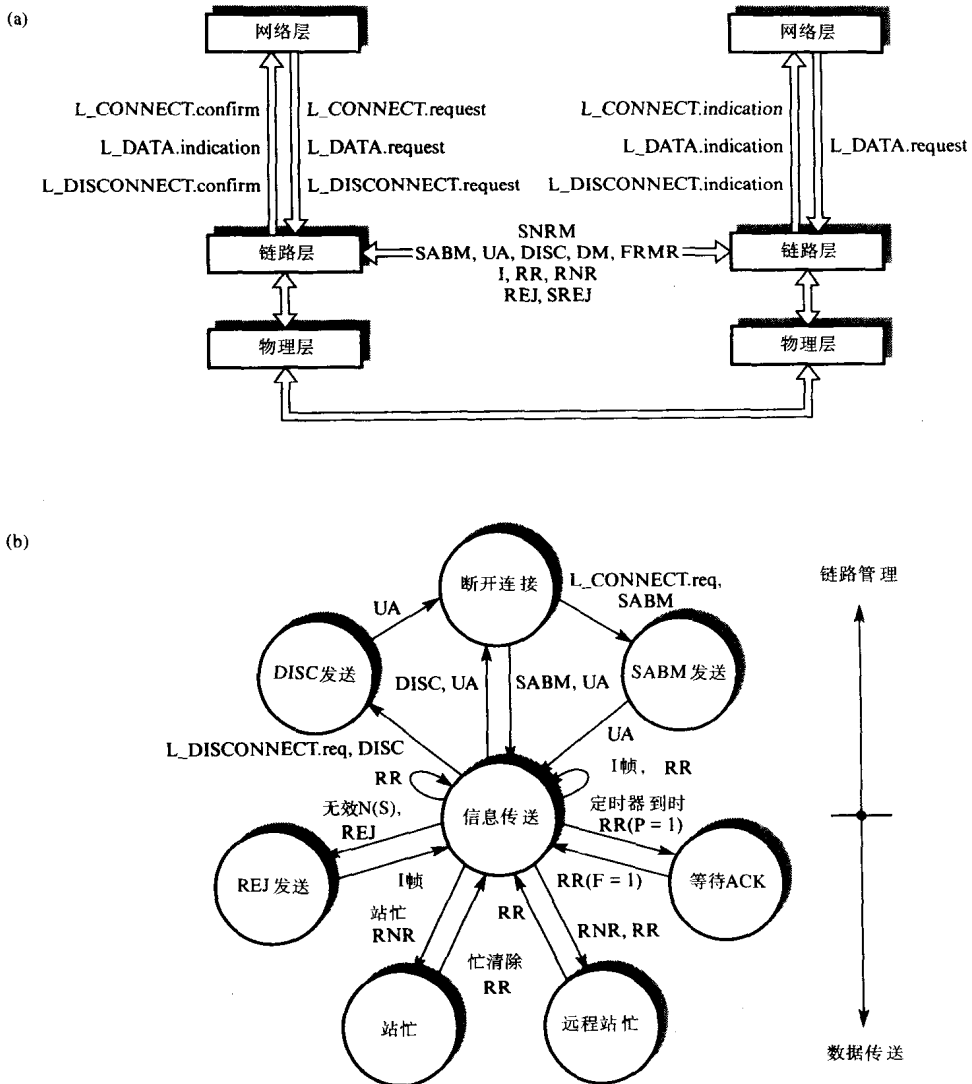 (a)
网络层
网络层
L_CONNECT.confirm
L_CONNECT.request
L_CONNECT.indication
L_DATA.indication
L_DATA.request
L_DATA.indication
L_DATA.request
L_DISCONNECT.confirm
L_DISCONNECT.request
L_DISCONNECT.indication
SNRM
链路层
SABM, UA, DISC, DM, FRMR
链路层
I, RR, RNR
REJ, SREJ
物理层
物理层
(b)
断开连接
L_CONNECT.req,
SABM
链路管理
UA
DISC发送
DISC, UA
SABM, UA
SABM发送
L_DISCONNECT.req, DISC
UA
RR
I帧, RR
无效N(S),
REJ
信息传送
定时器到时
RR(P = 1)
REJ发送
I帧
RR(F = 1)
等待ACK
站忙
RNR
RR
RNR, RR
忙清除
RR
站忙
远程站忙
数据传送